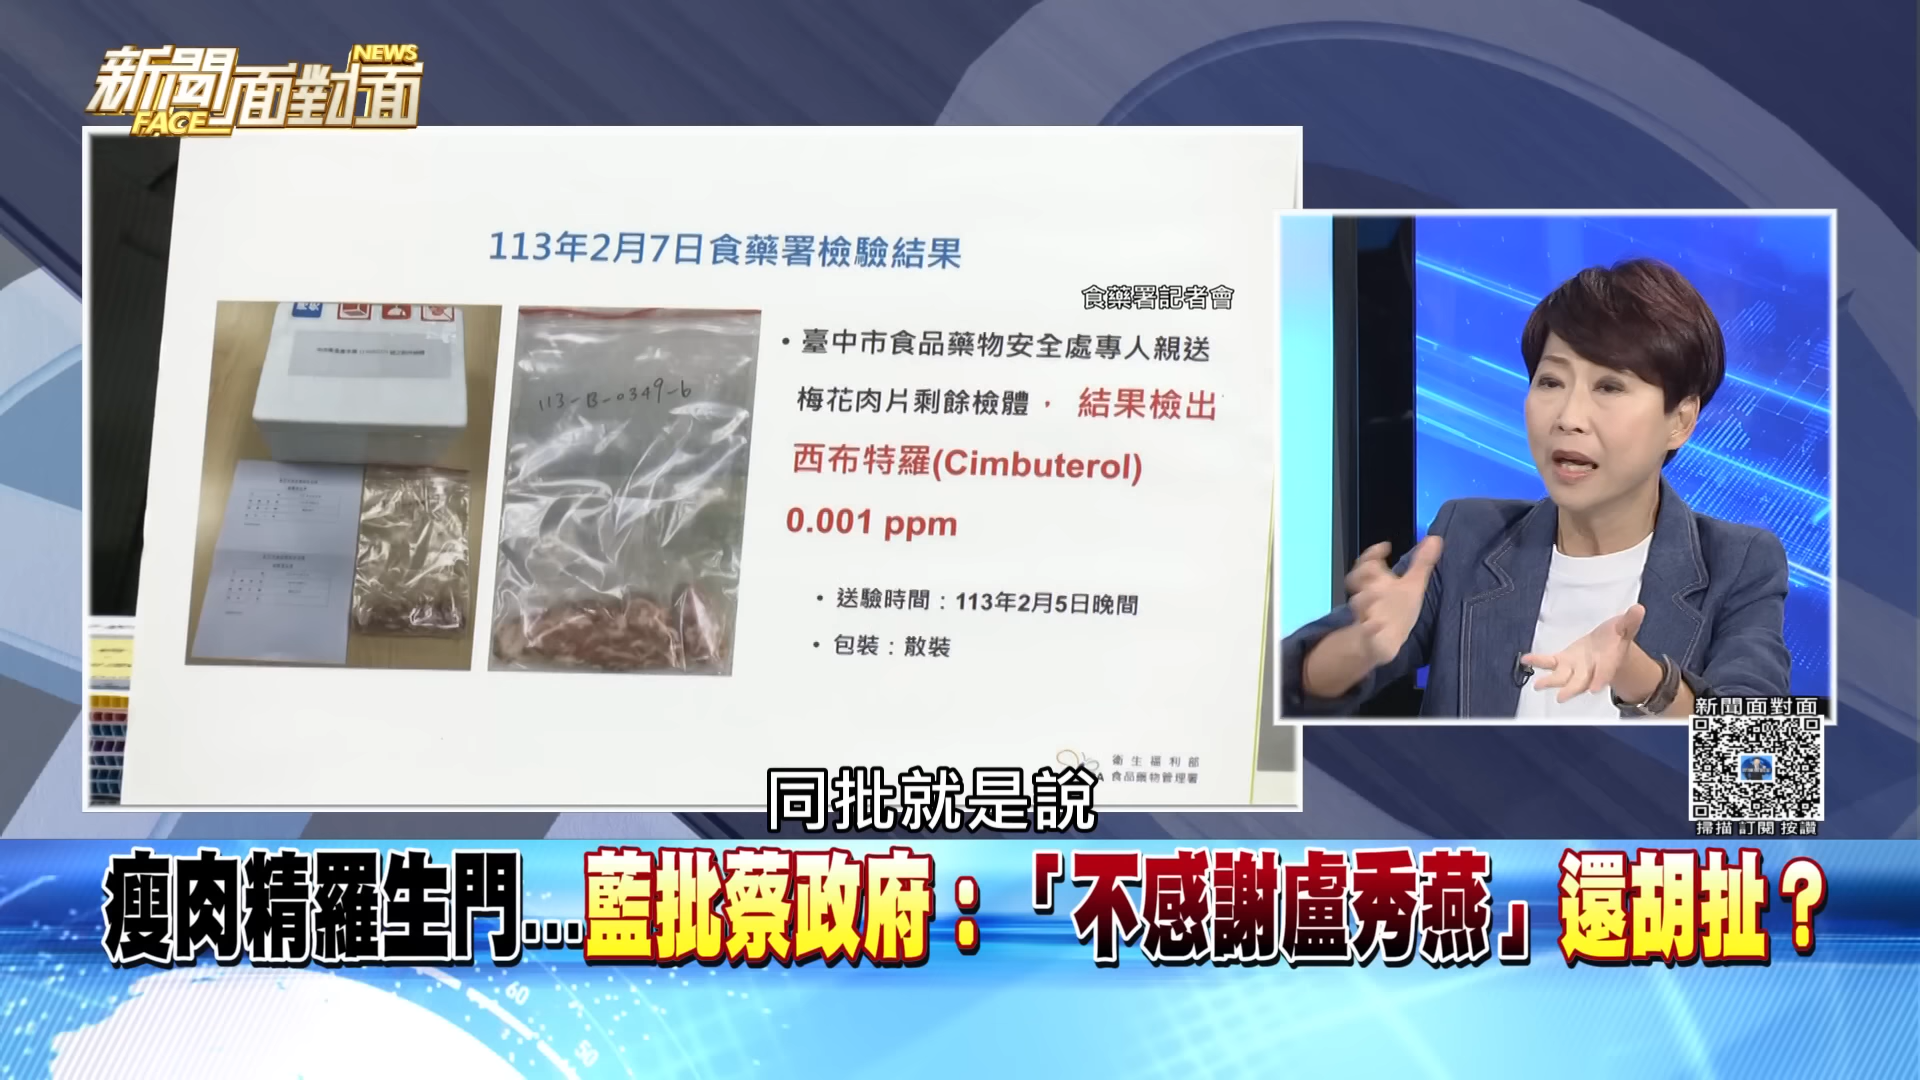 新聞面對面
NEWS
FACE
113年2月7日食藥署檢驗結果
食藥署記者會
113-B-0349-6
•臺中市食品藥物安全處專人親送
梅花肉片剩餘檢體，結果檢出
西布特羅(Cimbuterol)
0.001 ppm
•送驗時間：113年2月5日晚間
•包裝：散裝
衛生福利部
食品藥物管理署
新聞面對面
掃描 訂閱 按讚
同批就是說
瘦肉精羅生門...藍批蔡政府：「不感謝盧秀燕」還胡扯？
60
50